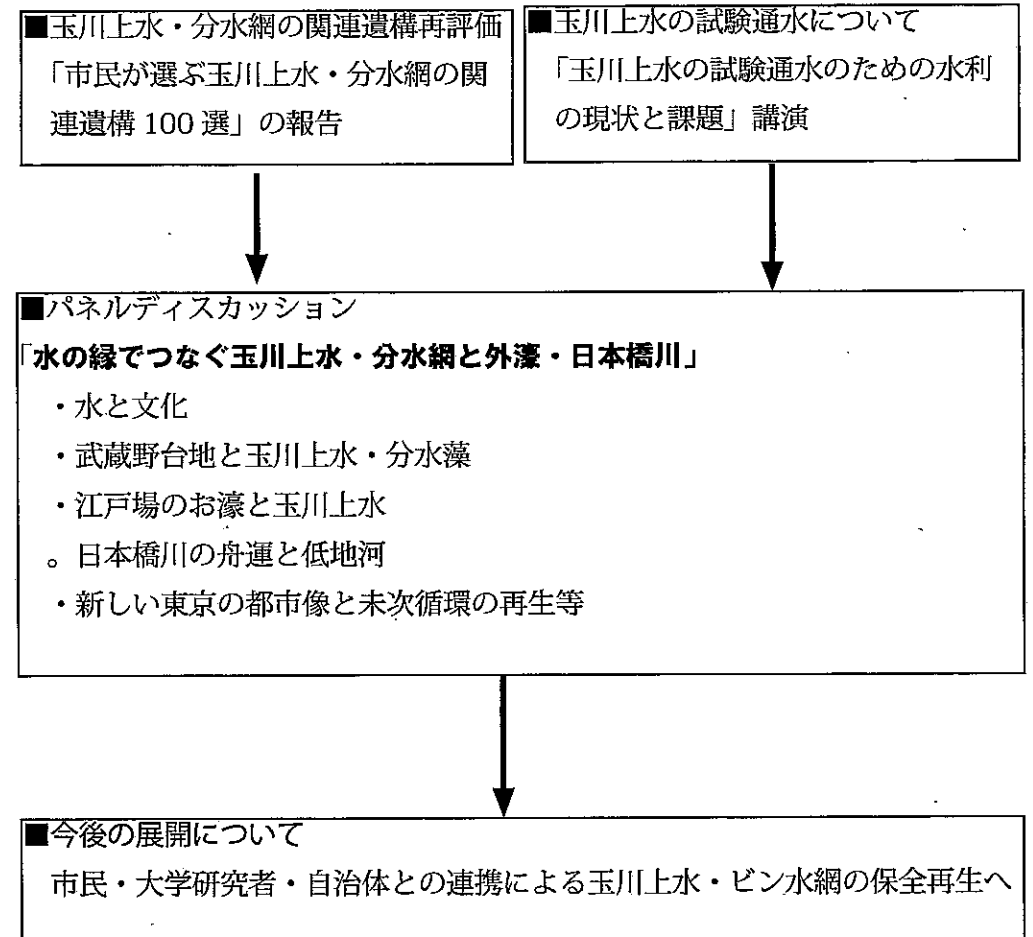 ■玉川上水・分水網の関連遺構再評価
「市民が選ぶ玉川上水・分水網の関
連遺構 100 選」の報告
■玉川上水の試験通水について
「玉川上水の試験通水のための水利
の現状と課題」講演
■パネルディスカッション
「水の縁でつなぐ玉川上水・分水網と外濠・日本橋川」
・水と文化
・武蔵野台地と玉川上水・分水藻
・江戸場のお濠と玉川上水
。日本橋川の舟運と低地河
・新しい東京の都市像と未次循環の再生等
■今後の展開について
市民・大学研究者・自治体との連携による玉川上水・ビン水網の保全再生へ